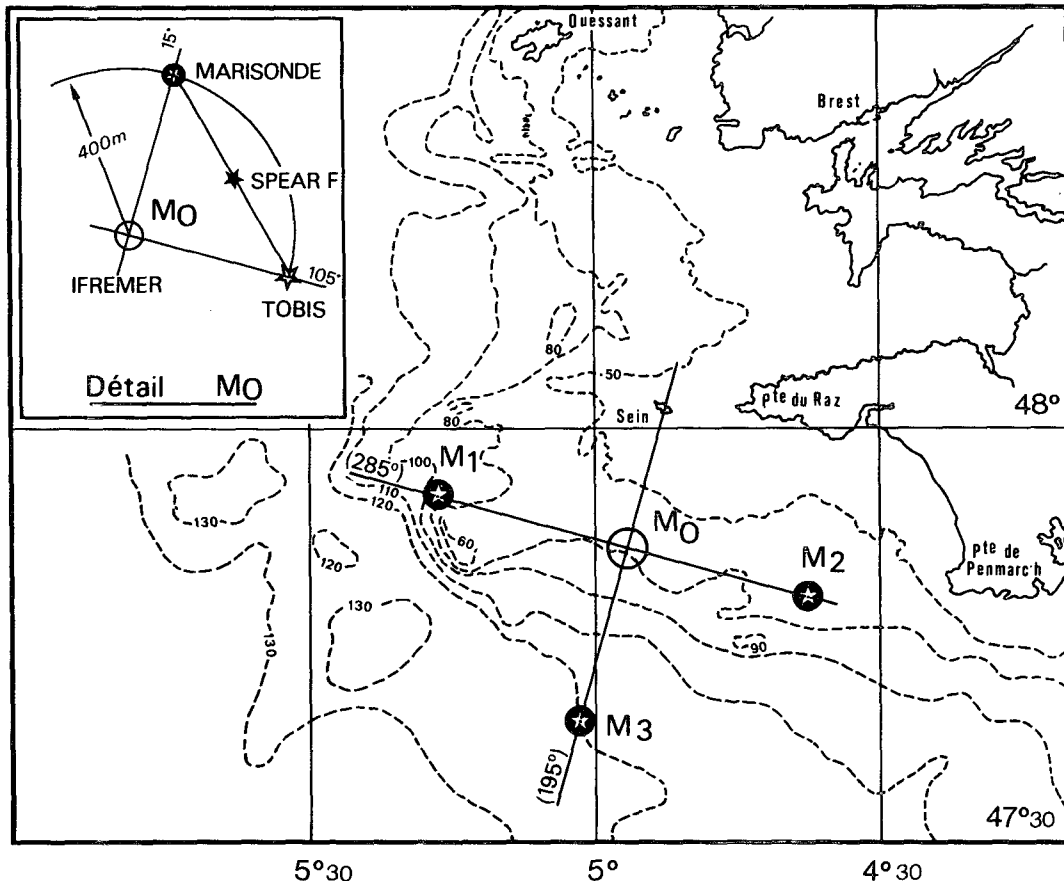 15°
MARISONDE
400m
SPEAR F
MO
IFREMER
105°
TOBIS
Détail MO
Ouessant
Brest
80
50
Sein
Pte du Raz
48°
80
(285°)
100
M1
110
120
130
60
MO
120
M2
pte de
Penmarc'h
130
130
90
M3
(195°)
47°30
5°30
5°
4°30